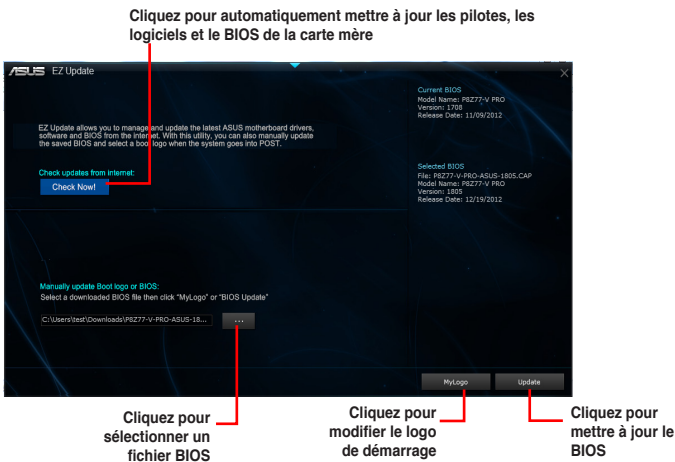 Cliquez pour automatiquement mettre à jour les pilotes, les
logiciels et le BIOS de la carte mère
ASUS EZ Update
Current BIOS
Model Name: P8Z77-V PRO
Version: 1708
Release Date: 11/09/2012
EZ Update allows you to manage and update the latest ASUS motherboard drivers,
software and BIOS from the internet. With this utility, you can also manually update
the saved BIOS and select a boot logo when the system goes into POST.
Check updates from internet:
Check Now!
Selected BIOS
File: P8Z77-V-PRO-ASUS-1805.CAP
Model Name: P8Z77-V PRO
Version: 1805
Release Date: 12/19/2012
Manually update Boot logo or BIOS:
Select a downloaded BIOS file then click “MyLogo” or “BIOS Update”
C:\Users\test\Downloads\P8Z77-V-PRO-ASUS-18...
...
MyLogo
Update
Cliquez pour
sélectionner un
fichier BIOS
Cliquez pour
modifier le logo
de démarrage
Cliquez pour
mettre à jour le
BIOS